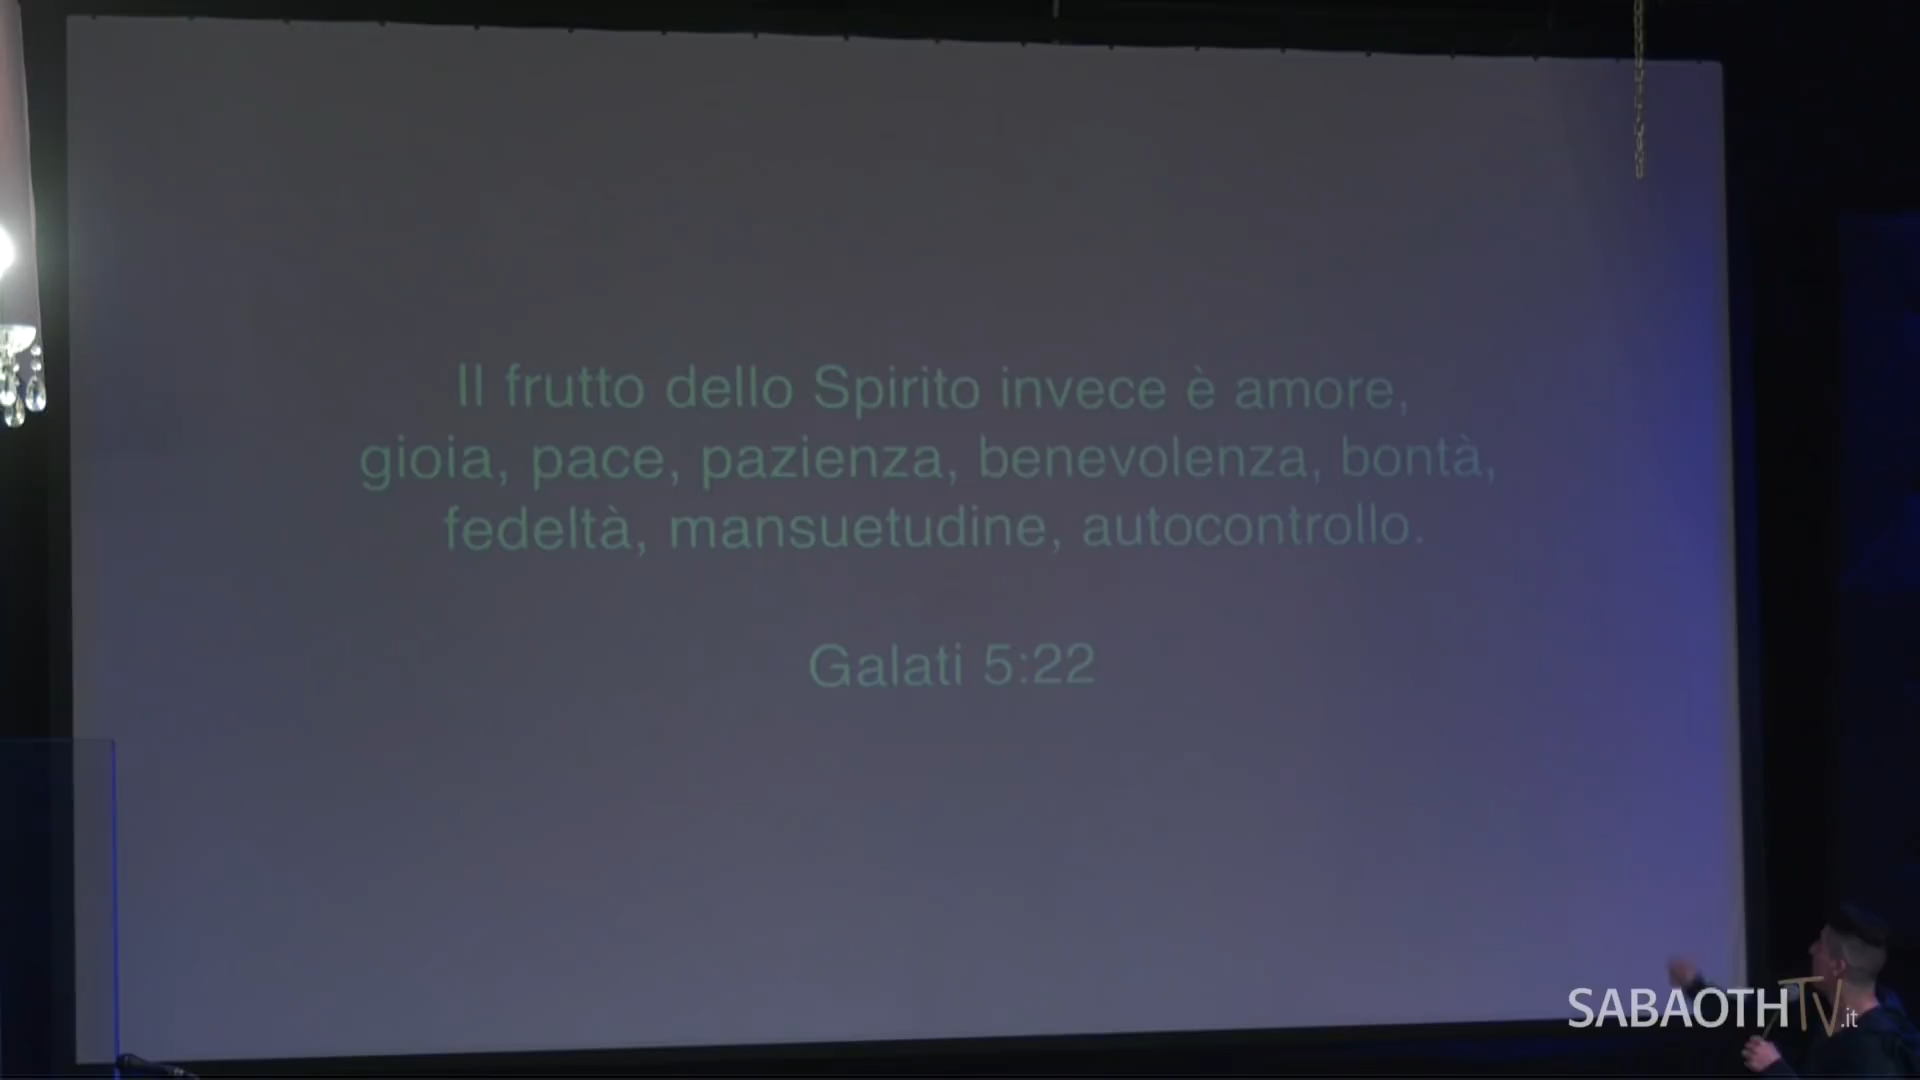 Il frutto dello Spirito invece è amore,
gioia, pace, pazienza, benevolenza, bontà,
fedeltà, mansuetudine, autocontrollo.
Galati 5:22
SABAOTHTV.it